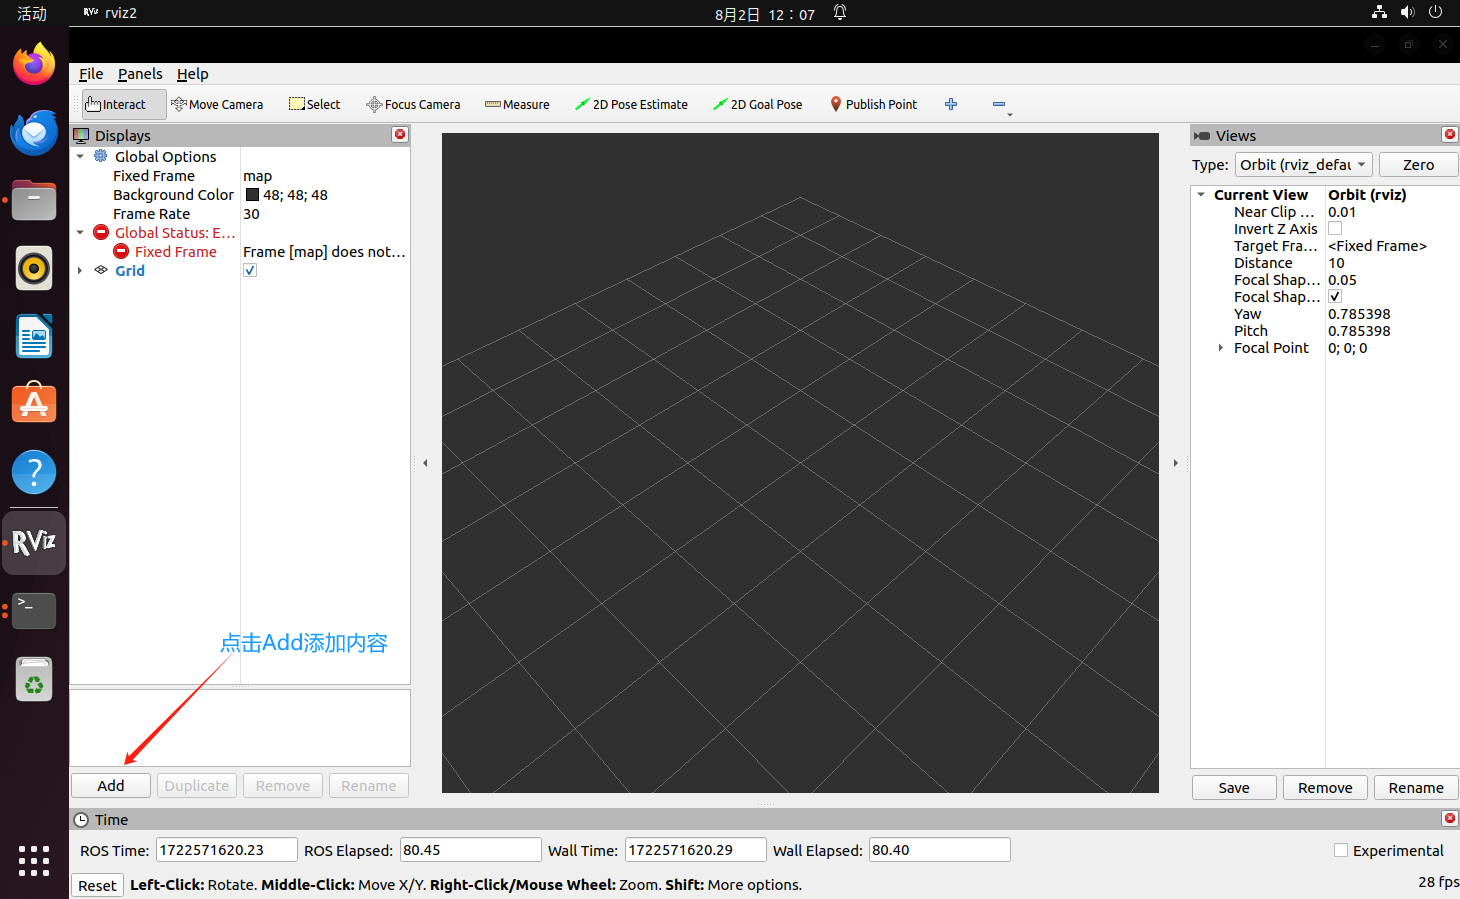 活动
RViz rviz2
8月2日 12：07
File Panels Help
Interact Move Camera Select Focus Camera Measure 2D Pose Estimate 2D Goal Pose Publish Point
Displays
Global Options
Fixed Frame map
Background Color 48; 48; 48
Frame Rate 30
Global Status: E...
Fixed Frame Frame [map] does not...
Grid
点击Add添加内容
Add Duplicate Remove Rename
Views
Type: Orbit (rviz_defau Zero
Current View Orbit (rviz)
Near Clip ... 0.01
Invert Z Axis
Target Fra... <Fixed Frame>
Distance 10
Focal Shap... 0.05
Focal Shap...
Yaw 0.785398
Pitch 0.785398
Focal Point 0; 0; 0
Save Remove Rename
RViz
Time
ROS Time: 1722571620.23 ROS Elapsed: 80.45 Wall Time: 1722571620.29 Wall Elapsed: 80.40 Experimental
Reset Left-Click: Rotate. Middle-Click: Move X/Y. Right-Click/Mouse Wheel: Zoom. Shift: More options. 28 fps